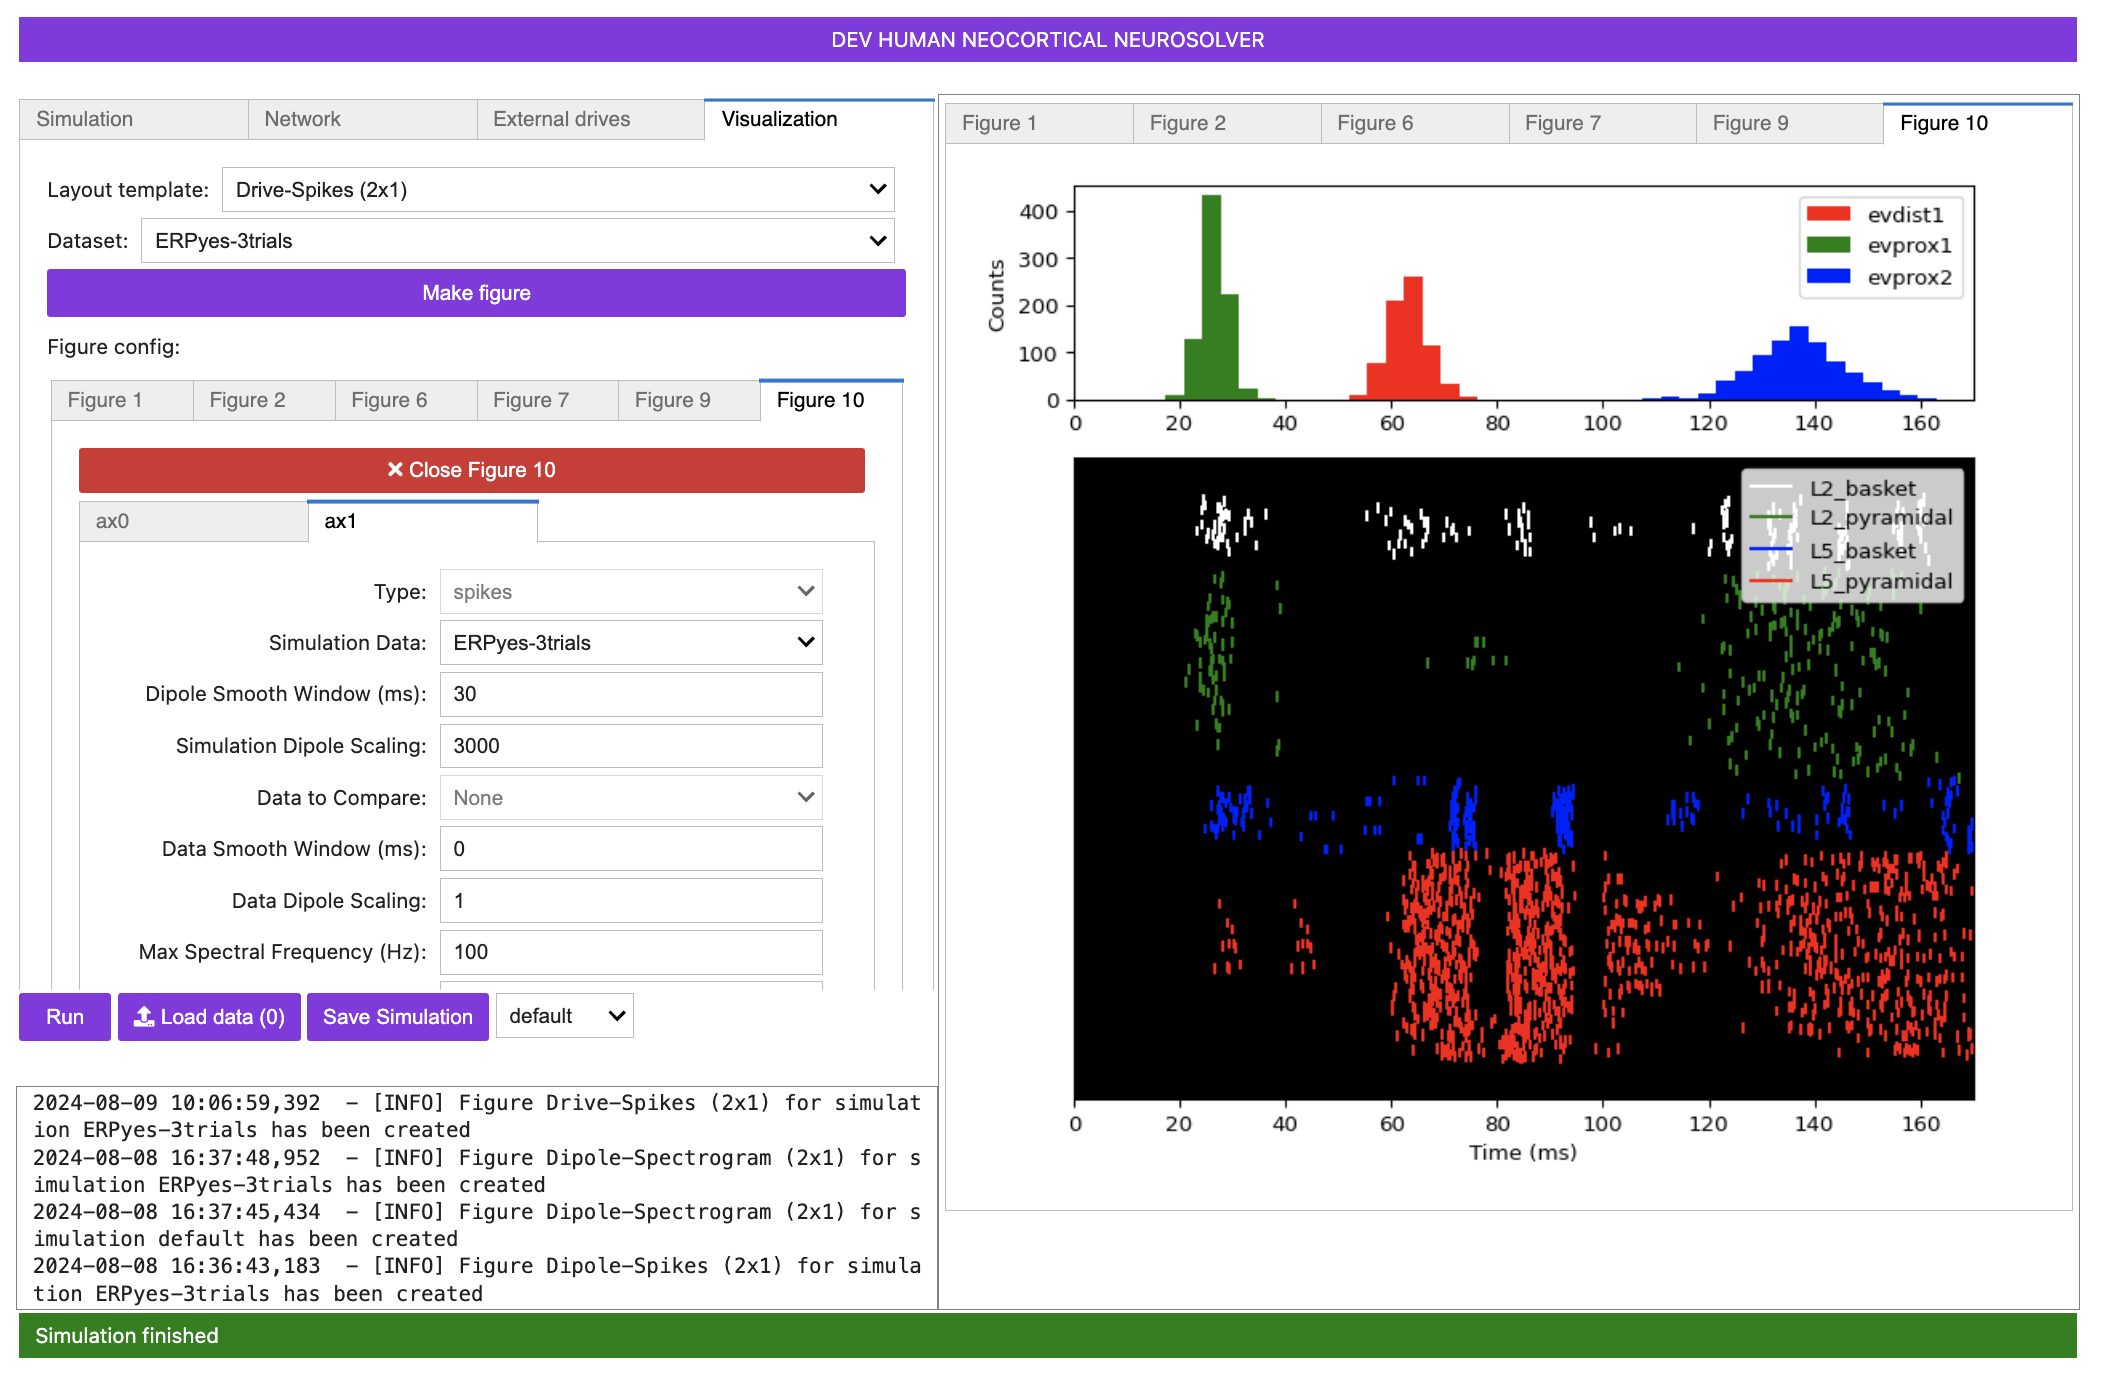 DEV HUMAN NEOCORTICAL NEUROSOLVER
Simulation
Network
External drives
Visualization
Layout template:
Drive-Spikes (2x1)
Dataset:
ERPyes-3trials
Make figure
Figure config:
Figure 1
Figure 2
Figure 6
Figure 7
Figure 9
Figure 10
Close Figure 10
ax0
ax1
Type:
spikes
Simulation Data:
ERPyes-3trials
Dipole Smooth Window (ms):
30
Simulation Dipole Scaling:
3000
Data to Compare:
None
Data Smooth Window (ms):
0
Data Dipole Scaling:
1
Max Spectral Frequency (Hz):
100
Run
Load data (0)
Save Simulation
default
2024-08-09 10:06:59,392  - [INFO] Figure Drive-Spikes (2x1) for simulat
ion ERPyes-3trials has been created
2024-08-08 16:37:48,952  - [INFO] Figure Dipole-Spectrogram (2x1) for s
imulation ERPyes-3trials has been created
2024-08-08 16:37:45,434  - [INFO] Figure Dipole-Spectrogram (2x1) for s
imulation default has been created
2024-08-08 16:36:43,183  - [INFO] Figure Dipole-Spikes (2x1) for simula
tion ERPyes-3trials has been created
Figure 1
Figure 2
Figure 6
Figure 7
Figure 9
Figure 10
Counts
400
300
200
100
0
0
20
40
60
80
100
120
140
160
evdist1
evprox1
evprox2
L2_basket
L2_pyramidal
L5_basket
L5_pyramidal
0
20
40
60
80
100
120
140
160
Time (ms)
Simulation finished